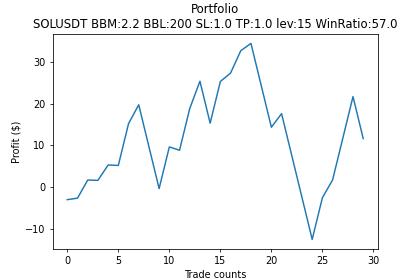 Portfolio
SOLUSDT BBM:2.2 BBL:200 SL:1.0 TP:1.0 lev:15 WinRatio:57.0
30
20
10
0
−10
Profit ($)
0 5 10 15 20 25 30
Trade counts